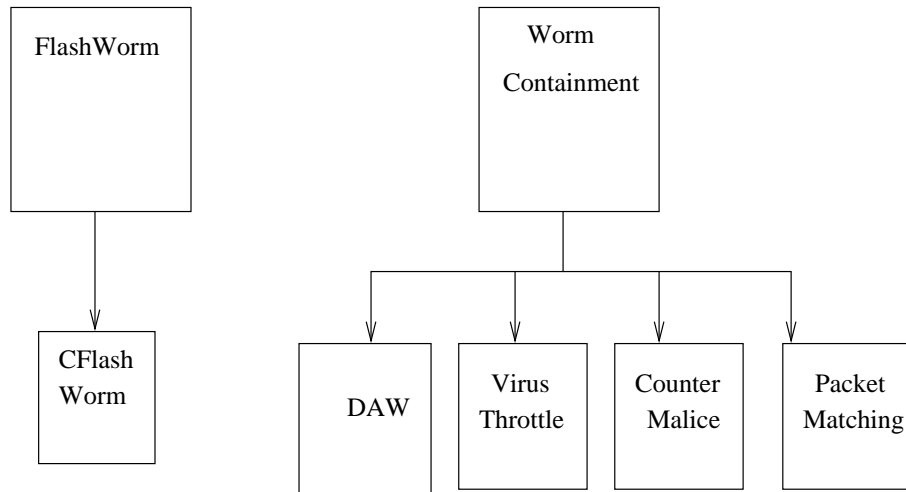 FlashWorm
Worm
Containment
CFlash
Worm
DAW
Virus
Throttle
Counter
Malice
Packet
Matching